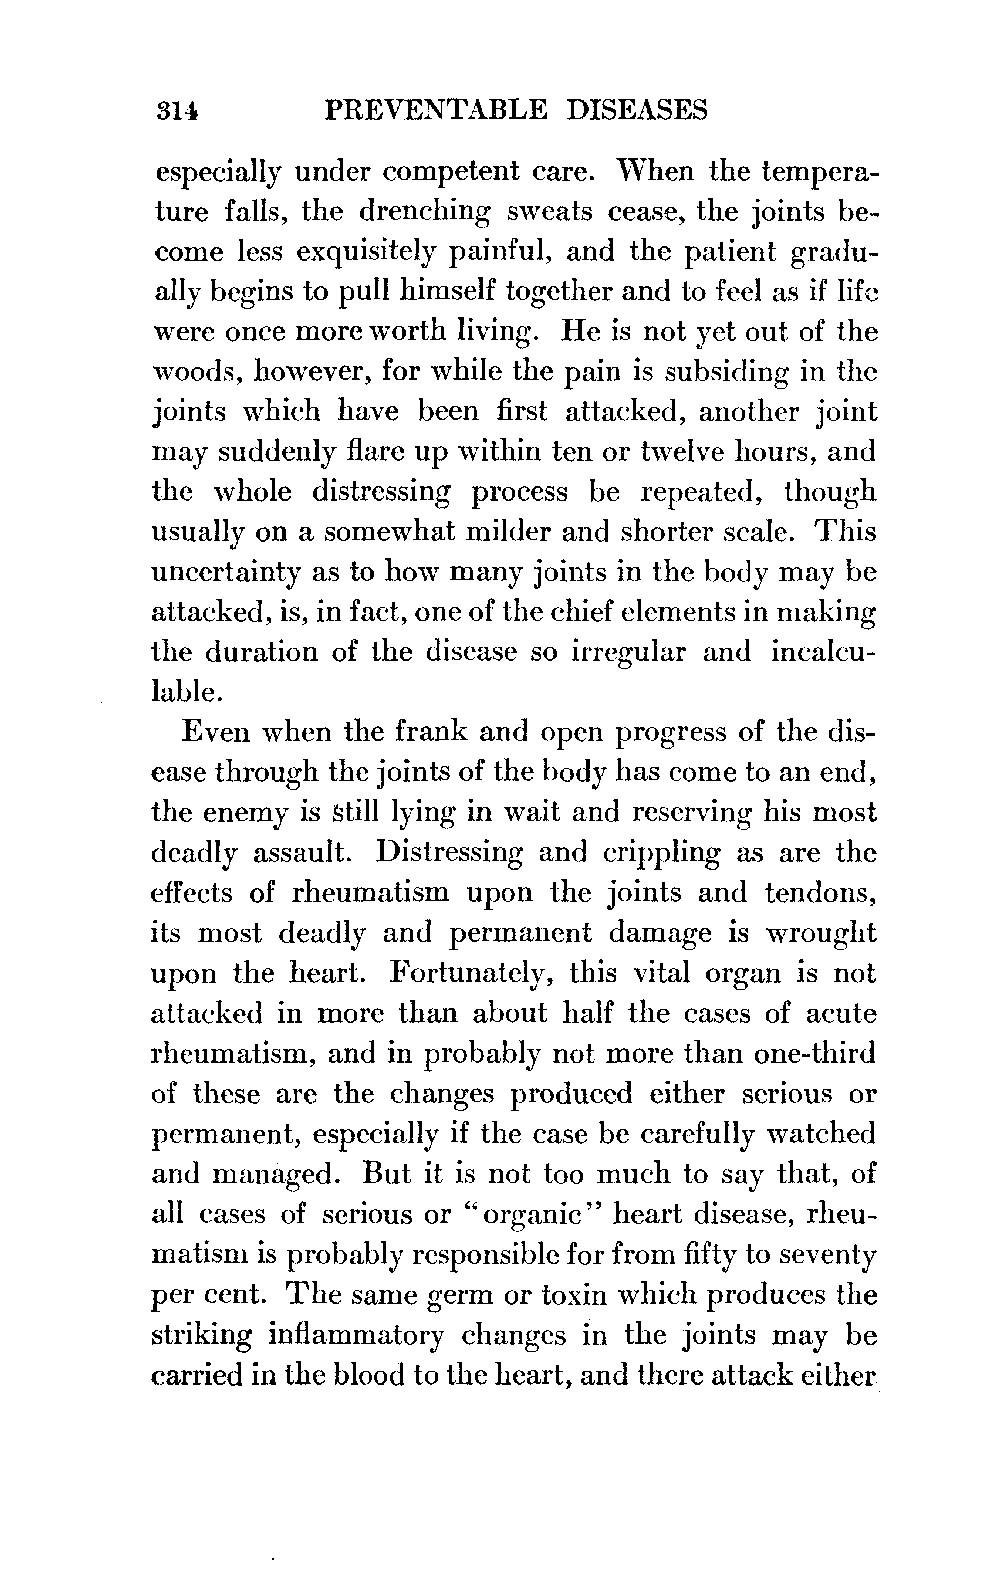 314 PREVENTABLE DISEASES
especially under competent care. When the tempera-
ture falls, the drenching sweats cease, the joints be-
come less exquisitely painful, and the patient gradu-
ally begins to pull himself together and to feel as if life
were once more worth living. He is not yet out of the
woods, however, for while the pain is subsiding in the
joints which have been first attacked, another joint
may suddenly flare up within ten or twelve hours, and
the whole distressing process be repeated, though
usually on a somewhat milder and shorter scale. This
uncertainty as to how many joints in the body may be
attacked, is, in fact, one of the chief elements in making
the duration of the disease so irregular and incalcu-
lable.
Even when the frank and open progress of the dis-
ease through the joints of the body has come to an end,
the enemy is still lying in wait and reserving his most
deadly assault. Distressing and crippling as are the
effects of rheumatism upon the joints and tendons,
its most deadly and permanent damage is wrought
upon the heart. Fortunately, this vital organ is not
attacked in more than about half the cases of acute
rheumatism, and in probably not more than one-third
of these are the changes produced either serious or
permanent, especially if the case be carefully watched
and managed. But it is not too much to say that, of
all cases of serious or "organic" heart disease, rheu-
matism is probably responsible for from fifty to seventy
per cent. The same germ or toxin which produces the
striking inflammatory changes in the joints may be
carried in the blood to the heart, and there attack either